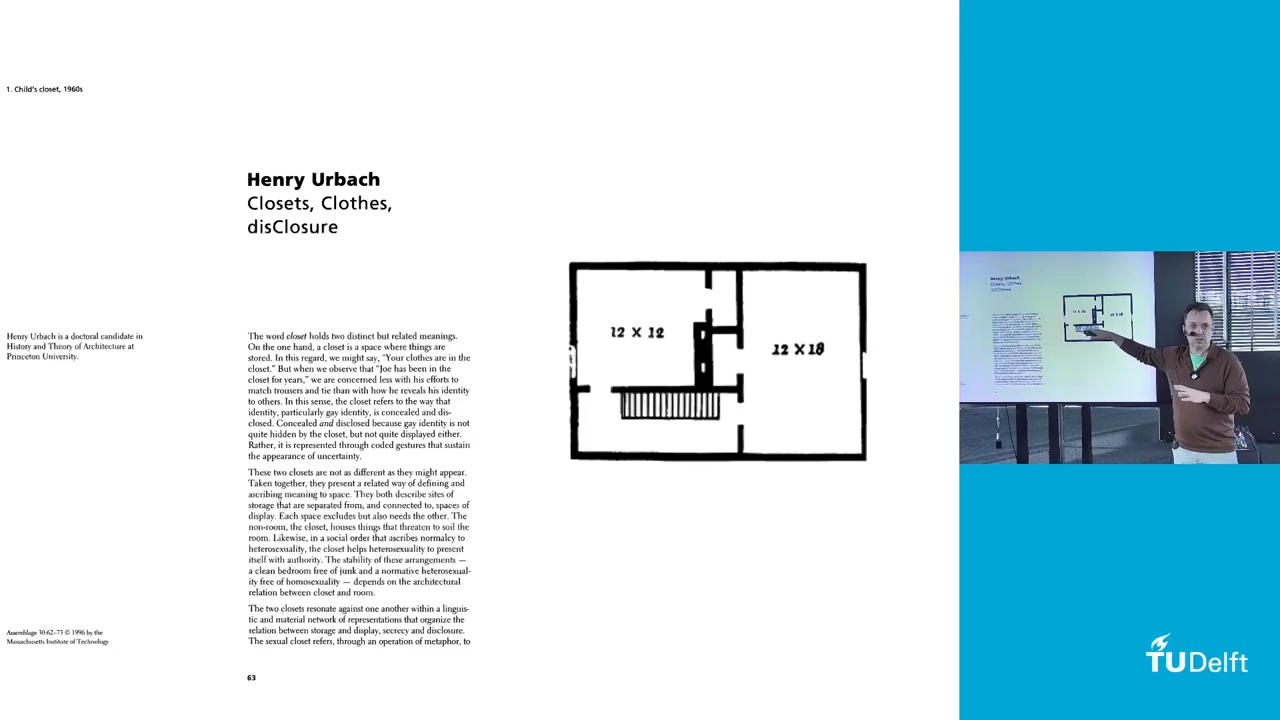 1. Child's closet, 1960s
Henry Urbach
Closets, Clothes,
disClosure
Henry Urbach is a doctoral candidate in
History and Theory of Architecture at
Princeton University.
The word closet holds two distinct but related meanings.
On the one hand, a closet is a space where things are
stored. In this regard, we might say, "Your clothes are in the
closet." But when we observe that "Joe has been in the
closet for years," we are concerned less with his efforts to
match trousers and tie than with how he reveals his identity
to others. In this sense, the closet refers to the way that
identity, particularly gay identity, is concealed and dis-
closed. Concealed and disclosed because gay identity is not
quite hidden by the closet, but not quite displayed either.
Rather, it is represented through coded gestures that sustain
the appearance of uncertainty.
These two closets are not as different as they might appear.
Taken together, they present a related way of defining and
ascribing meaning to space. They both describe sites of
storage that are separated from, and connected to, spaces of
display. Each space excludes but also needs the other. The
non-room, the closet, houses things that threaten to soil the
room. Likewise, in a social order that ascribes normalcy to
heterosexuality, the closet helps heterosexuality to present
itself with authority. The stability of these arrangements —
a clean bedroom free of junk and a normative heterosexual-
ity free of homosexuality — depends on the architectural
relation between closet and room.
The two closets resonate against one another within a linguis-
tic and material network of representations that organize the
relation between storage and display, secrecy and disclosure.
The sexual closet refers, through an operation of metaphor, to
Assemblage 30:62–73 © 1996 by the
Massachusetts Institute of Technology
63
12 X 12
12 X 18
Henry Urbach
Closets, Clothes,
disClosure
TUDelft